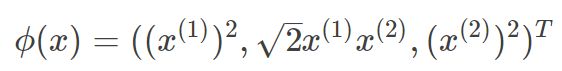 ϕ(x) = ((x⁽¹⁾)², √2x⁽¹⁾x⁽²⁾, (x⁽²⁾)²)ᵀ